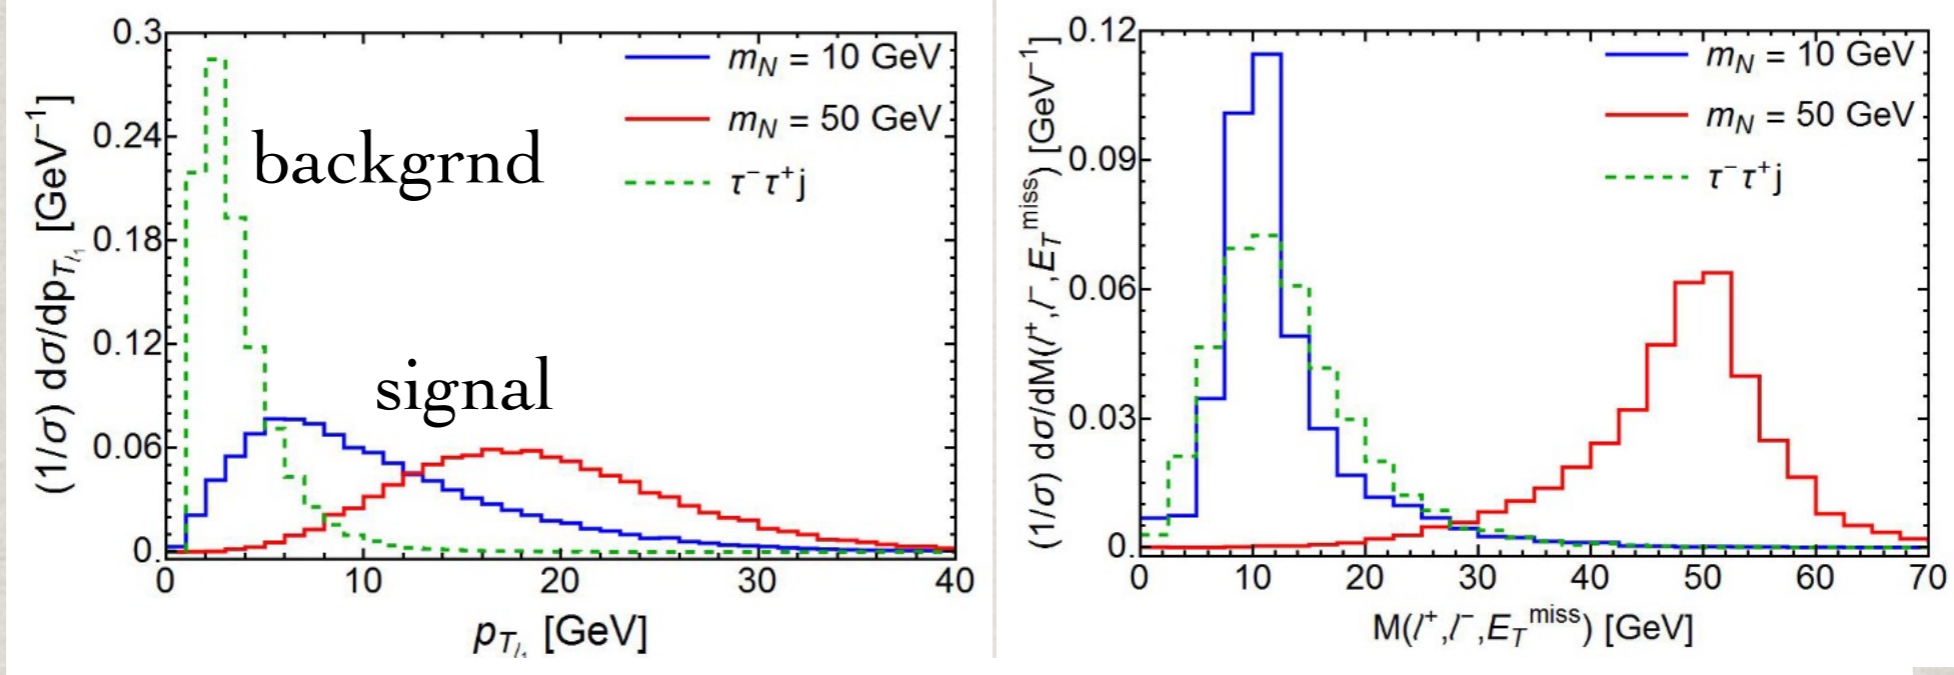 0.3
0.24
0.18
0.12
0.06
0.
(1/σ) dσ/dp_{T_{l_1}} [GeV⁻¹]
m_N = 10 GeV
m_N = 50 GeV
τ⁻τ⁺j
backgrnd
signal
0 10 20 30 40
p_{T_{l_1}} [GeV]
0.12
0.09
0.06
0.03
0.
(1/σ) dσ/dM(l⁺,l⁻,E_T^{miss}) [GeV⁻¹]
m_N = 10 GeV
m_N = 50 GeV
τ⁻τ⁺j
0 10 20 30 40 50 60 70
M(l⁺,l⁻,E_T^{miss}) [GeV]